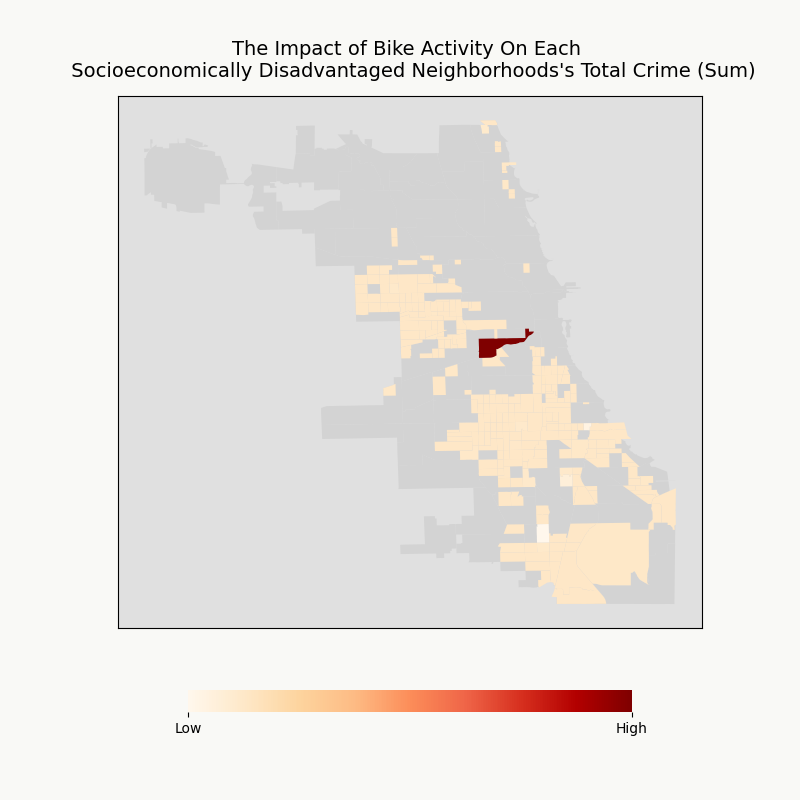 The Impact of Bike Activity On Each
Socioeconomically Disadvantaged Neighborhoods's Total Crime (Sum)
Low
High